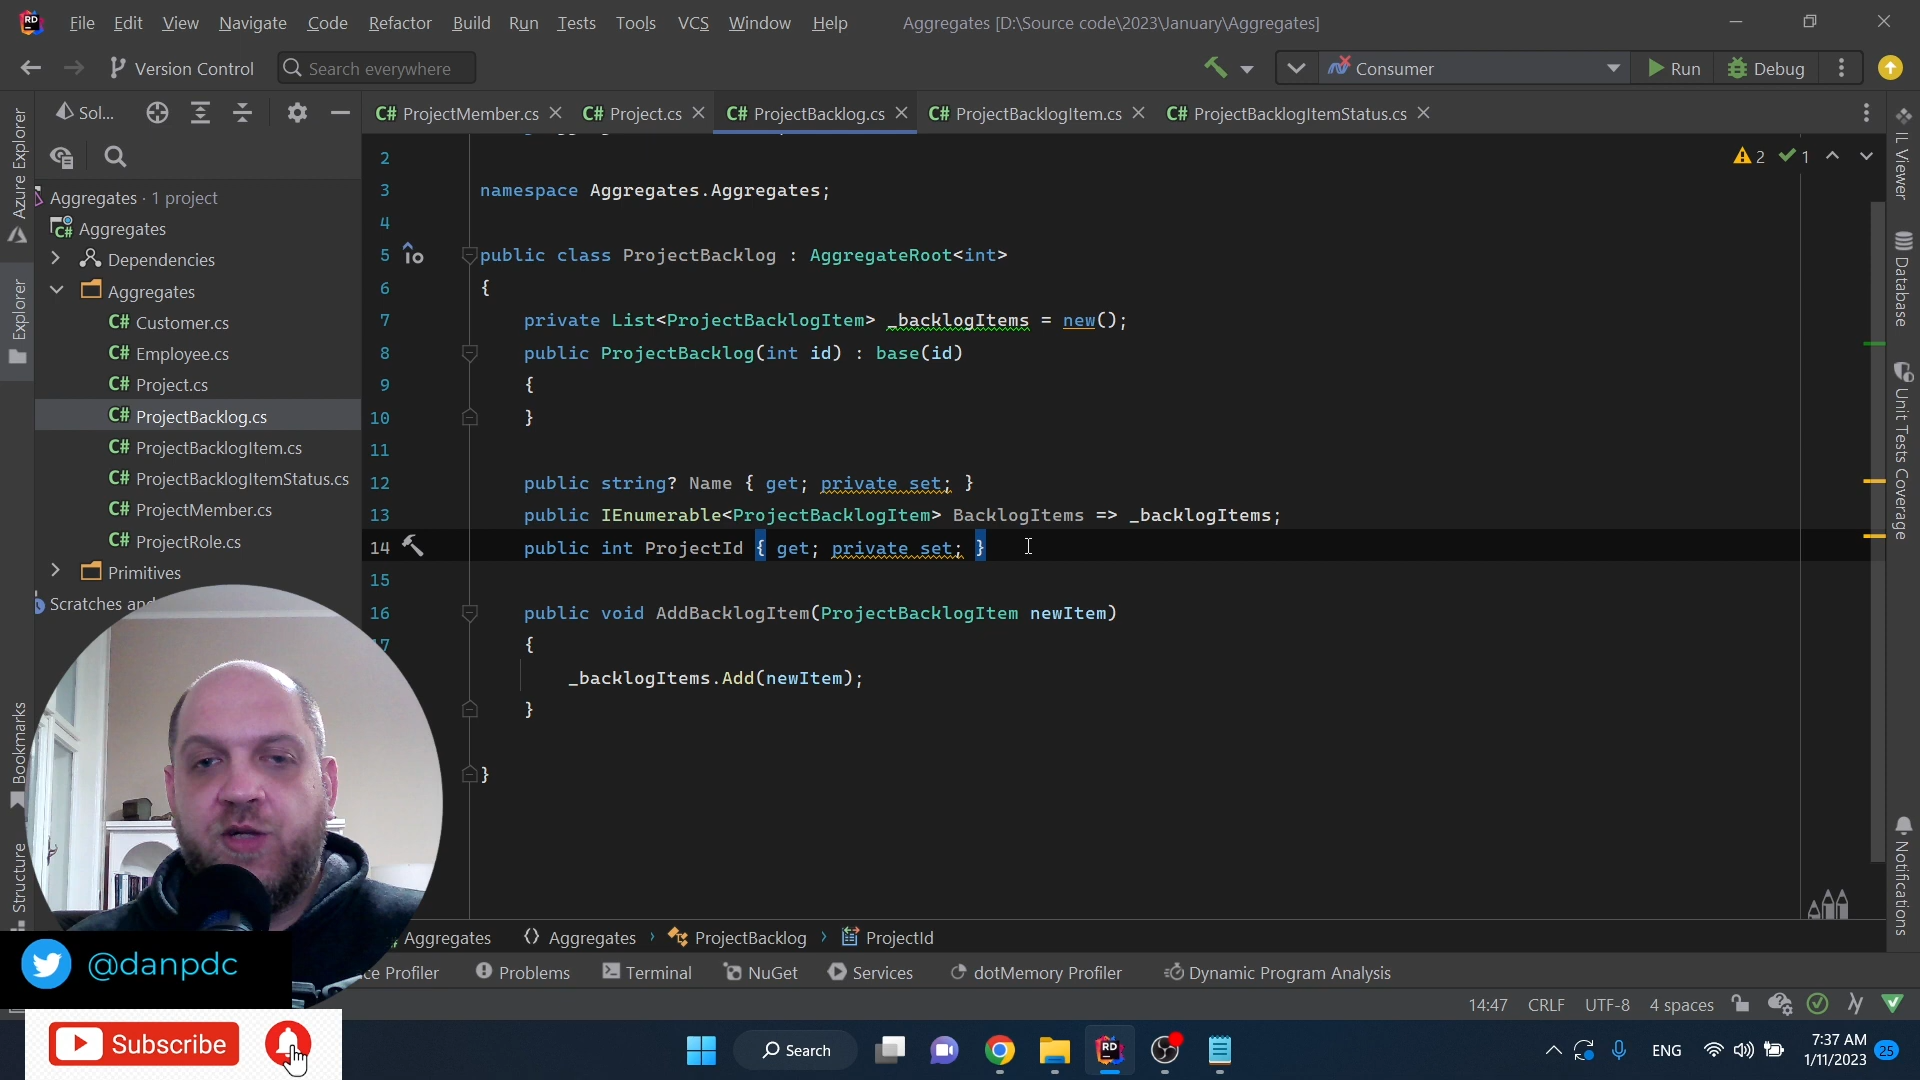 File Edit View Navigate Code Refactor Build Run Tests Tools VCS Window Help Aggregates [D:\Source code\2023\January\Aggregates]
Version Control Search everywhere Consumer Run Debug
Sol...
ProjectMember.cs Project.cs ProjectBacklog.cs ProjectBacklogItem.cs ProjectBacklogItemStatus.cs
Azure Explorer
Explorer
Bookmarks
Structure
Aggregates · 1 project
Aggregates
Dependencies
Aggregates
C# Customer.cs
C# Employee.cs
C# Project.cs
C# ProjectBacklog.cs
C# ProjectBacklogItem.cs
C# ProjectBacklogItemStatus.cs
C# ProjectMember.cs
C# ProjectRole.cs
Primitives
Scratches and
2 1
2
3 namespace Aggregates.Aggregates;
4
5 public class ProjectBacklog : AggregateRoot<int>
6 {
7 private List<ProjectBacklogItem> _backlogItems = new();
8 public ProjectBacklog(int id) : base(id)
9 {
10 }
11
12 public string? Name { get; private set; }
13 public IEnumerable<ProjectBacklogItem> BacklogItems => _backlogItems;
14 public int ProjectId { get; private set; }
15
16 public void AddBacklogItem(ProjectBacklogItem newItem)
{
_backlogItems.Add(newItem);
}
}
IL Viewer
Database
Unit Tests Coverage
Notifications
Aggregates Aggregates ProjectBacklog ProjectId
Profiler Problems Terminal NuGet Services dotMemory Profiler Dynamic Program Analysis
14:47 CRLF UTF-8 4 spaces
@danpdc
Subscribe
Search
ENG
7:37 AM
1/11/2023
25